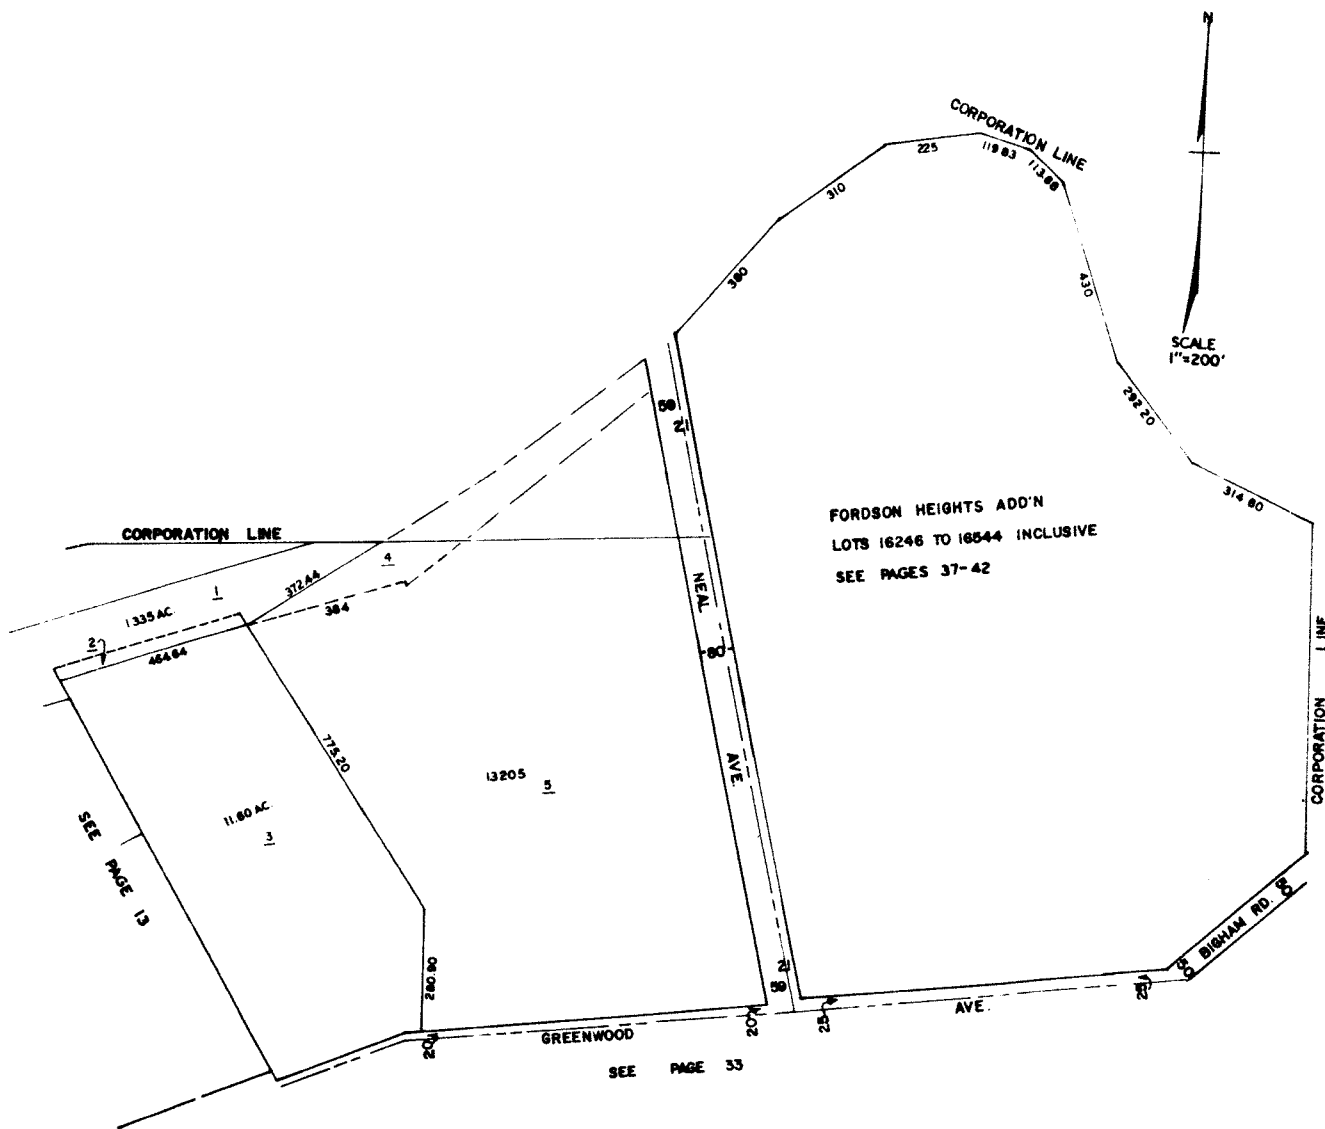 N
CORPORATION LINE
225
119.83
113.88
310
380
430
SCALE
1"=200'
292.20
314.80
59
21
FORDSON HEIGHTS ADD'N
LOTS 16246 TO 16544 INCLUSIVE
SEE PAGES 37-42
CORPORATION LINE
4
372.44
384
1
1.335 AC.
2
464.64
NEAL AVE.
80
CORPORATION LINE
775.20
13205
5
11.60 AC.
3
SEE PAGE 13
280.80
50
BIGHAM RD.
50
21
59
20
20
25
25
GREENWOOD AVE.
SEE PAGE 33